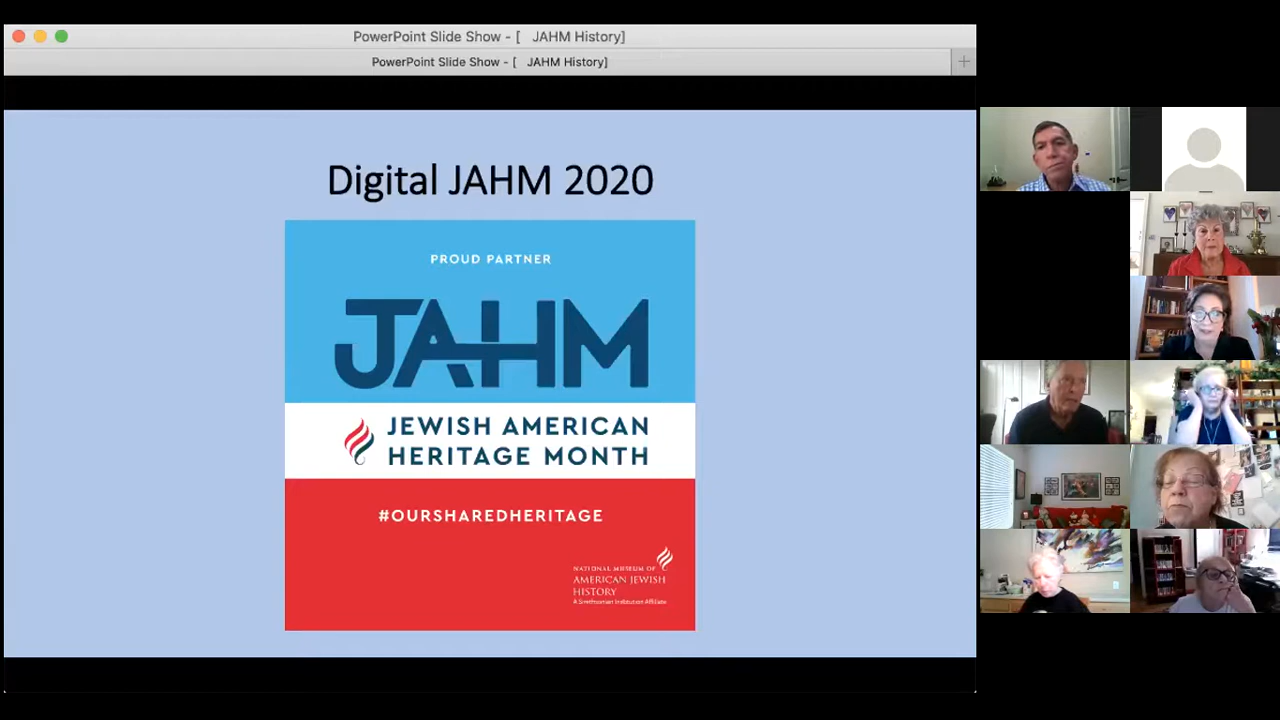 PowerPoint Slide Show - [   JAHM History]
PowerPoint Slide Show - [   JAHM History]
Digital JAHM 2020
PROUD PARTNER
JAHM
JEWISH AMERICAN
HERITAGE MONTH
#OURSHAREDHERITAGE
NATIONAL MUSEUM OF
AMERICAN JEWISH
HISTORY
A Smithsonian Institution Affiliate